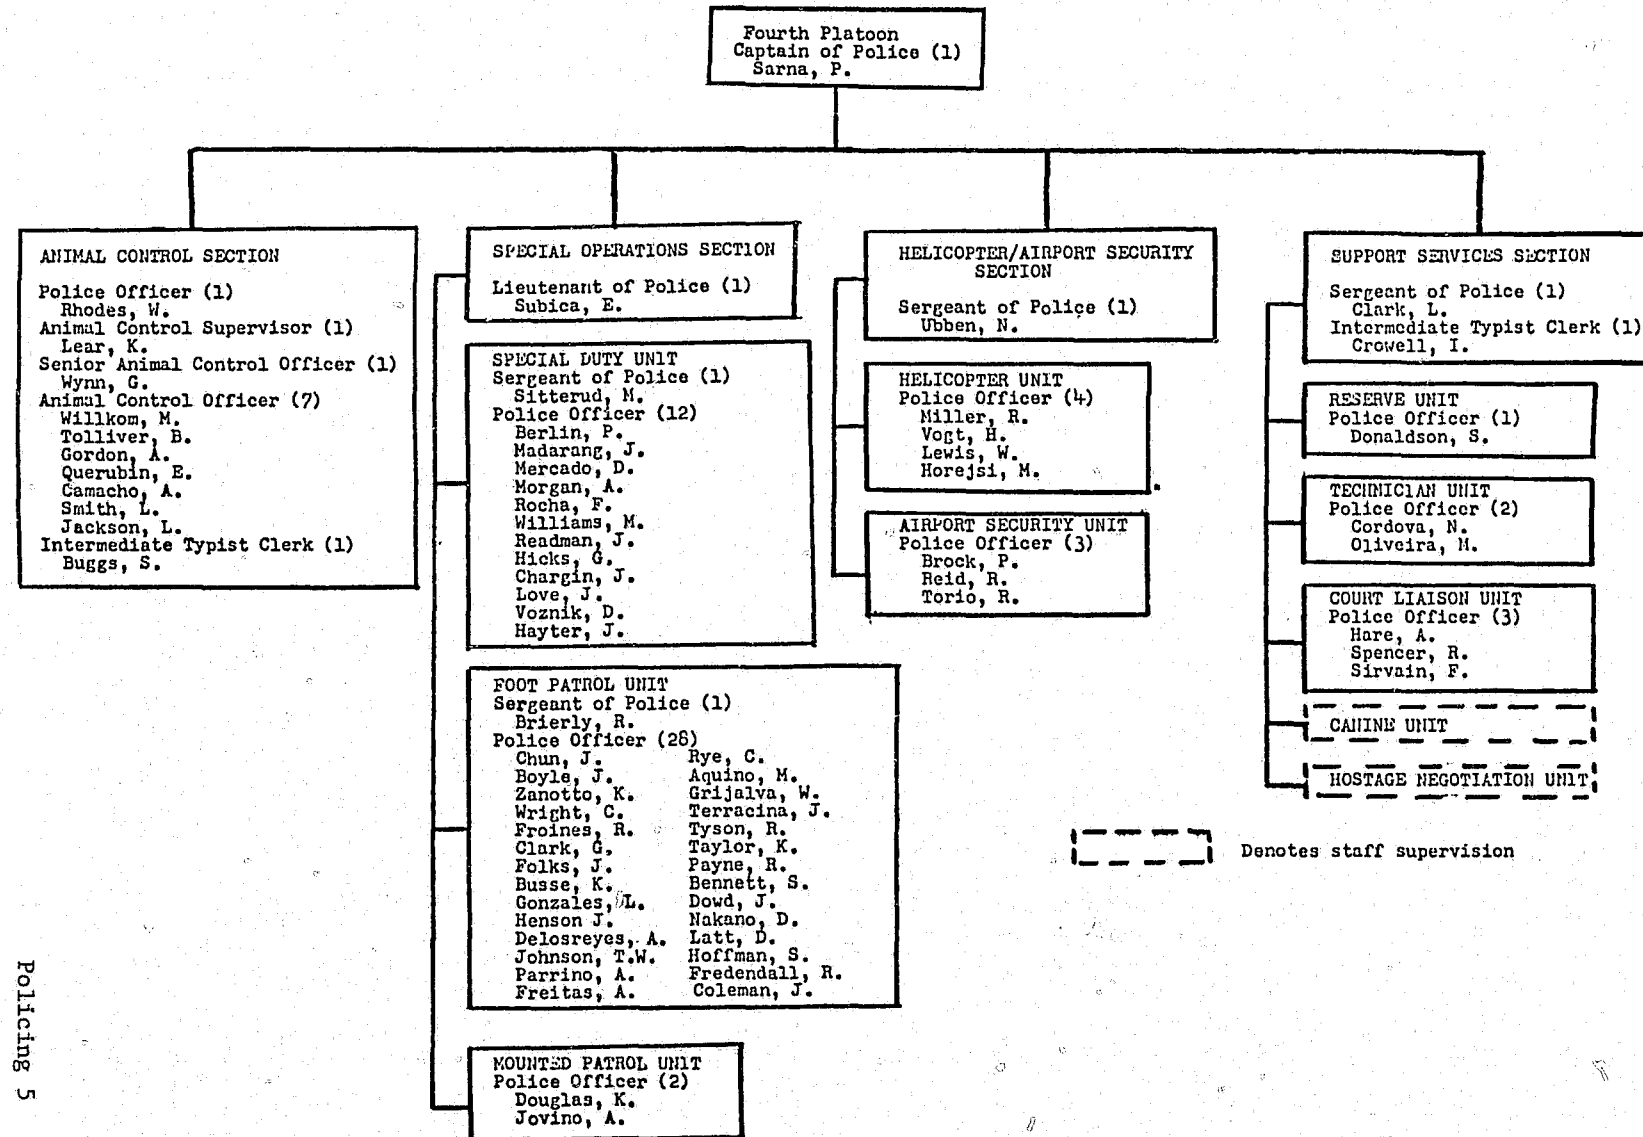 Fourth Platoon
Captain of Police (1)
Sarna, P.
ANIMAL CONTROL SECTION
Police Officer (1)
Rhodes, W.
Animal Control Supervisor (1)
Lear, K.
Senior Animal Control Officer (1)
Wynn, G.
Animal Control Officer (7)
Willkom, M.
Tolliver, B.
Gordon, A.
Querubin, E.
Camacho, A.
Smith, L.
Jackson, L.
Intermediate Typist Clerk (1)
Buggs, S.
SPECIAL OPERATIONS SECTION
Lieutenant of Police (1)
Subica, E.
SPECIAL DUTY UNIT
Sergeant of Police (1)
Sitterud, M.
Police Officer (12)
Berlin, P.
Madarang, J.
Mercado, D.
Morgan, A.
Rocha, F.
Williams, M.
Readman, J.
Hicks, G.
Chargin, J.
Love, J.
Voznik, D.
Hayter, J.
FOOT PATROL UNIT
Sergeant of Police (1)
Brierly, R.
Police Officer (28)
Chun, J. Rye, C.
Boyle, J. Aquino, M.
Zanotto, K. Grijalva, W.
Wright, C. Terracina, J.
Froines, R. Tyson, R.
Clark, G. Taylor, K.
Folks, J. Payne, R.
Busse, K. Bennett, S.
Gonzales, L. Dowd, J.
Henson J. Nakano, D.
Delosreyes, A. Latt, D.
Johnson, T.W. Hoffman, S.
Parrino, A. Fredendall, R.
Freitas, A. Coleman, J.
MOUNTED PATROL UNIT
Police Officer (2)
Douglas, K.
Jovino, A.
HELICOPTER/AIRPORT SECURITY
SECTION
Sergeant of Police (1)
Ubben, N.
HELICOPTER UNIT
Police Officer (4)
Miller, R.
Vogt, H.
Lewis, W.
Horejsi, M.
AIRPORT SECURITY UNIT
Police Officer (3)
Brock, P.
Reid, R.
Torio, R.
SUPPORT SERVICES SECTION
Sergeant of Police (1)
Clark, L.
Intermediate Typist Clerk (1)
Crowell, I.
RESERVE UNIT
Police Officer (1)
Donaldson, S.
TECHNICIAN UNIT
Police Officer (2)
Cordova, N.
Oliveira, M.
COURT LIAISON UNIT
Police Officer (3)
Hare, A.
Spencer, R.
Sirvain, F.
CANINE UNIT
HOSTAGE NEGOTIATION UNIT
Denotes staff supervision
Policing 5